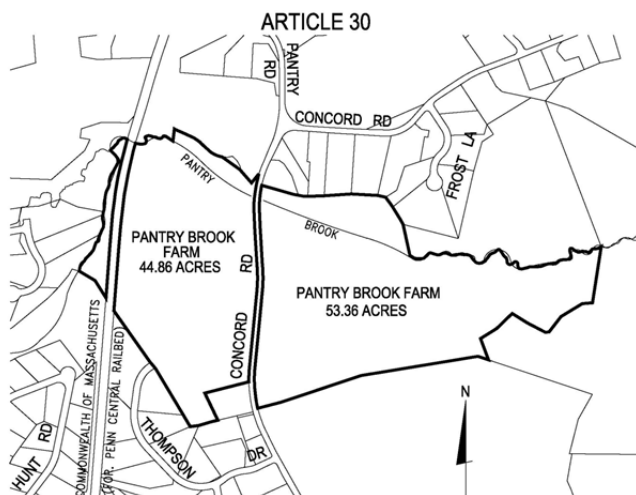 ARTICLE 30
PANTRY
RD
CONCORD RD
FROST LA
PANTRY
BROOK
PANTRY BROOK
FARM
44.86 ACRES
CONCORD
RD
PANTRY BROOK FARM
53.36 ACRES
COMMONWEALTH OF MASSACHUSETTS
(FOR. PENN CENTRAL RAILBED)
HUNT
RD
THOMPSON
DR
N